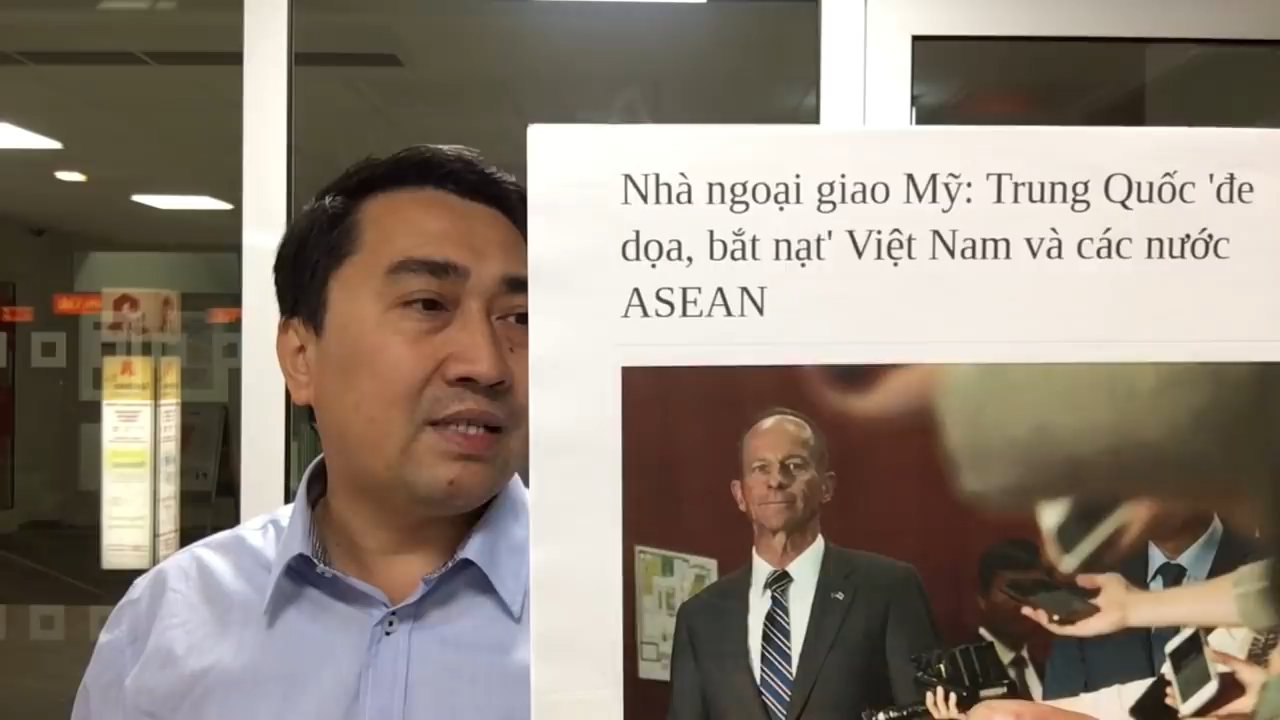 Nhà ngoại giao Mỹ: Trung Quốc 'đe
dọa, bắt nạt' Việt Nam và các nước
ASEAN